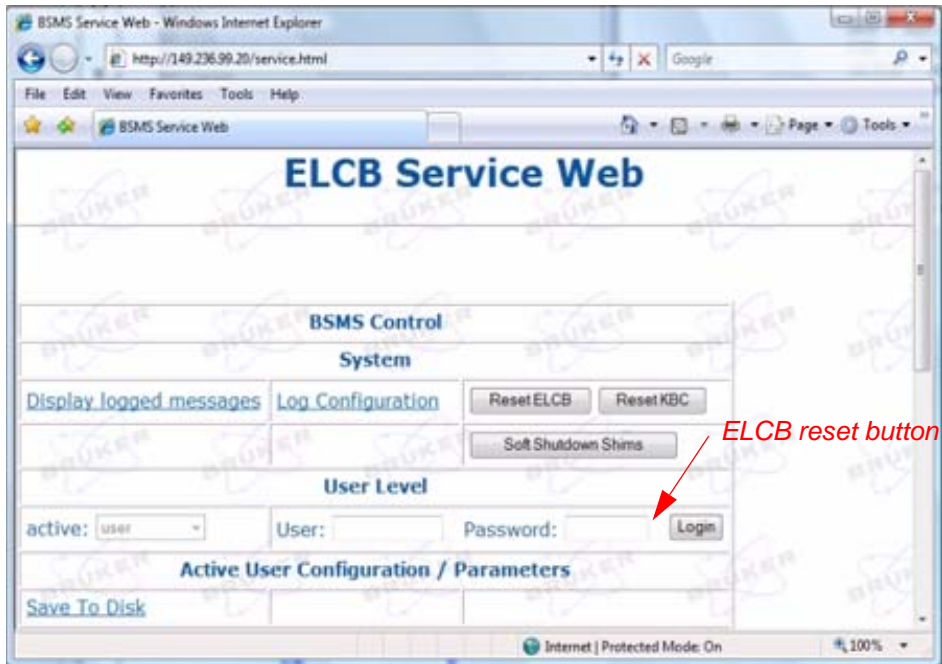 BSMS Service Web - Windows Internet Explorer
http://149.236.99.20/service.html
Google
File Edit View Favorites Tools Help
BSMS Service Web
Page Tools
ELCB Service Web
BSMS Control
System
Display logged messages Log Configuration Reset ELCB Reset KBC
Soft Shutdown Shims
ELCB reset button
User Level
active: user User: Password: Login
Active User Configuration / Parameters
Save To Disk
Internet | Protected Mode: On 100%
BRUKER